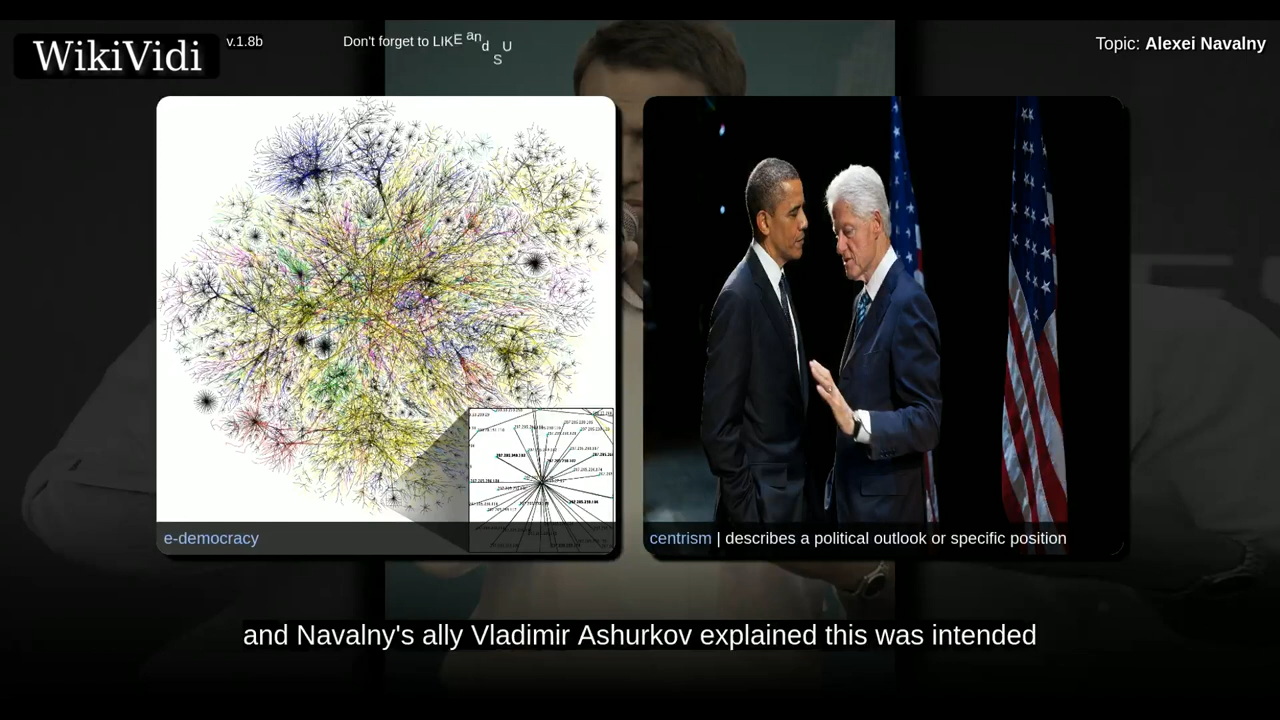 WikiVidi
v.1.8b
Don't forget to LIKE and SU
Topic: Alexei Navalny
e-democracy
centrism | describes a political outlook or specific position
and Navalny's ally Vladimir Ashurkov explained this was intended